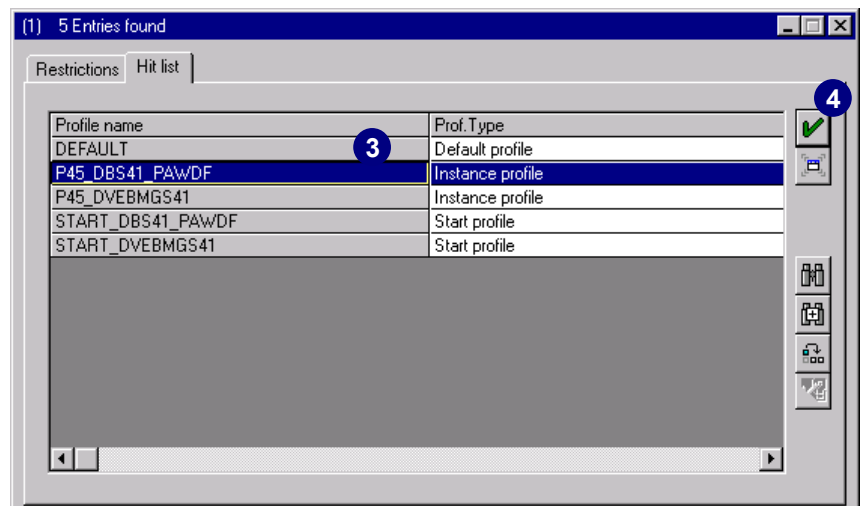 (1) 5 Entries found
Restrictions Hit list
4
Profile name Prof.Type
DEFAULT 3 Default profile
P45_DBS41_PAWDF Instance profile
P45_DVEBMGS41 Instance profile
START_DBS41_PAWDF Start profile
START_DVEBMGS41 Start profile